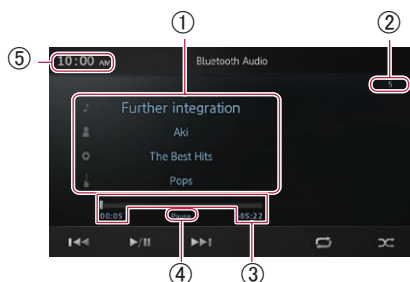 ① ②
⑤ 10:00 AM Bluetooth Audio
5
Further integration
Aki
The Best Hits
Pops
00:05 Pause -05:22
④ ③